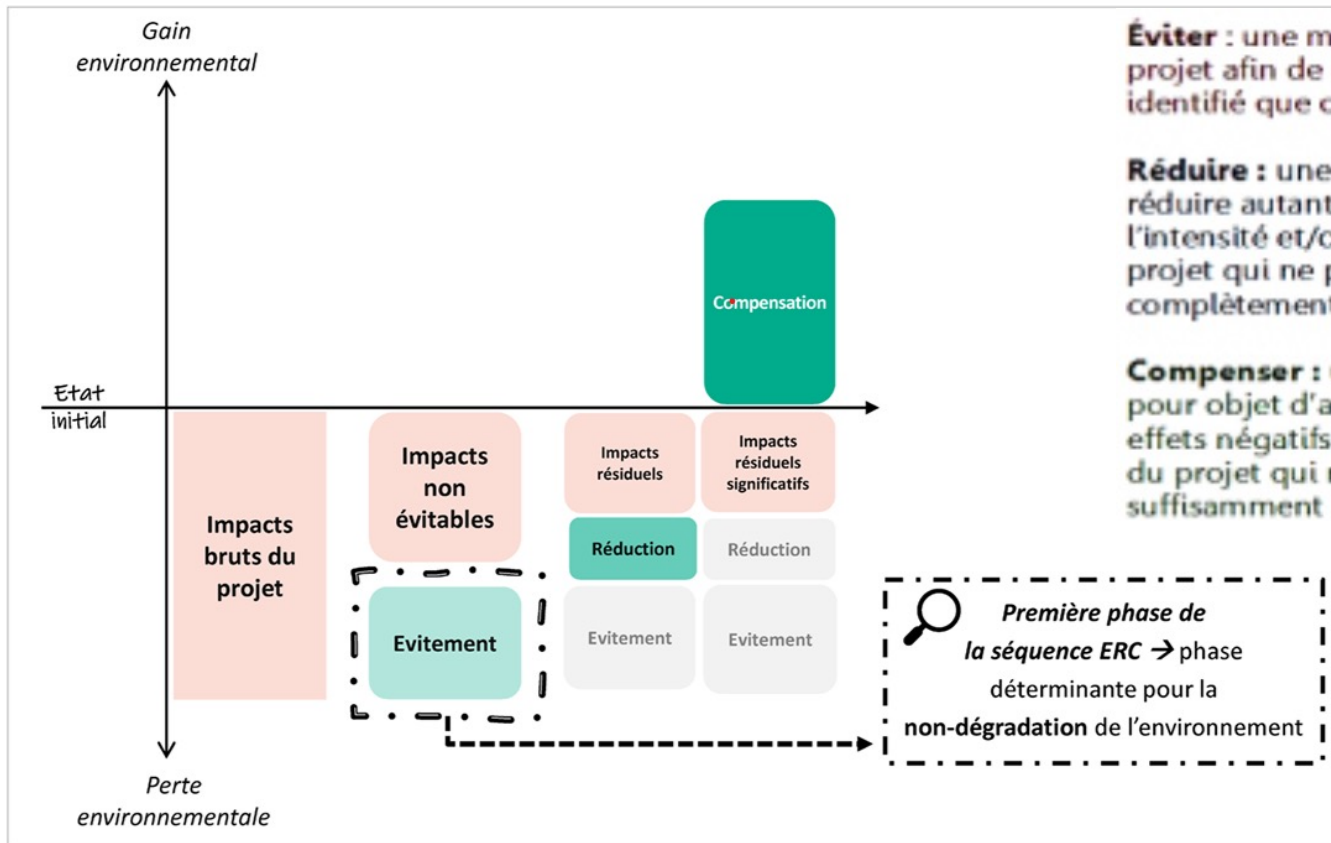 Gain
environnemental
Etat
initial
Perte
environnementale
Impacts
bruts du
projet
Impacts
non
évitables
Evitement
Impacts
résiduels
Réduction
Evitement
Compensation
Impacts
résiduels
significatifs
Réduction
Evitement
Première phase de
la séquence ERC → phase
déterminante pour la
non-dégradation de l'environnement
Éviter : une
projet afin de
identifié que
Réduire : une
réduire autant
l'intensité
projet qui ne
complètement
Compenser :
pour objet
effets négatifs
du projet qui
suffisamment